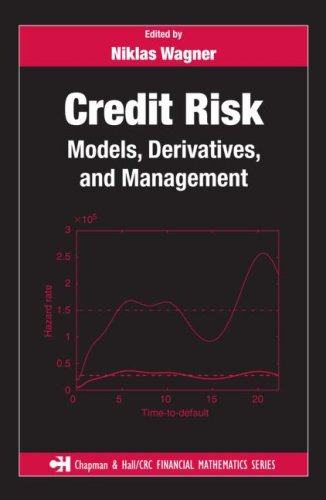 Edited by
Niklas Wagner
Credit Risk
Models, Derivatives,
and Management
×10⁵
3
2.5
2
1.5
1
0.5
0
Hazard rate
0 5 10 15 20
Time-to-default
Chapman & Hall/CRC FINANCIAL MATHEMATICS SERIES